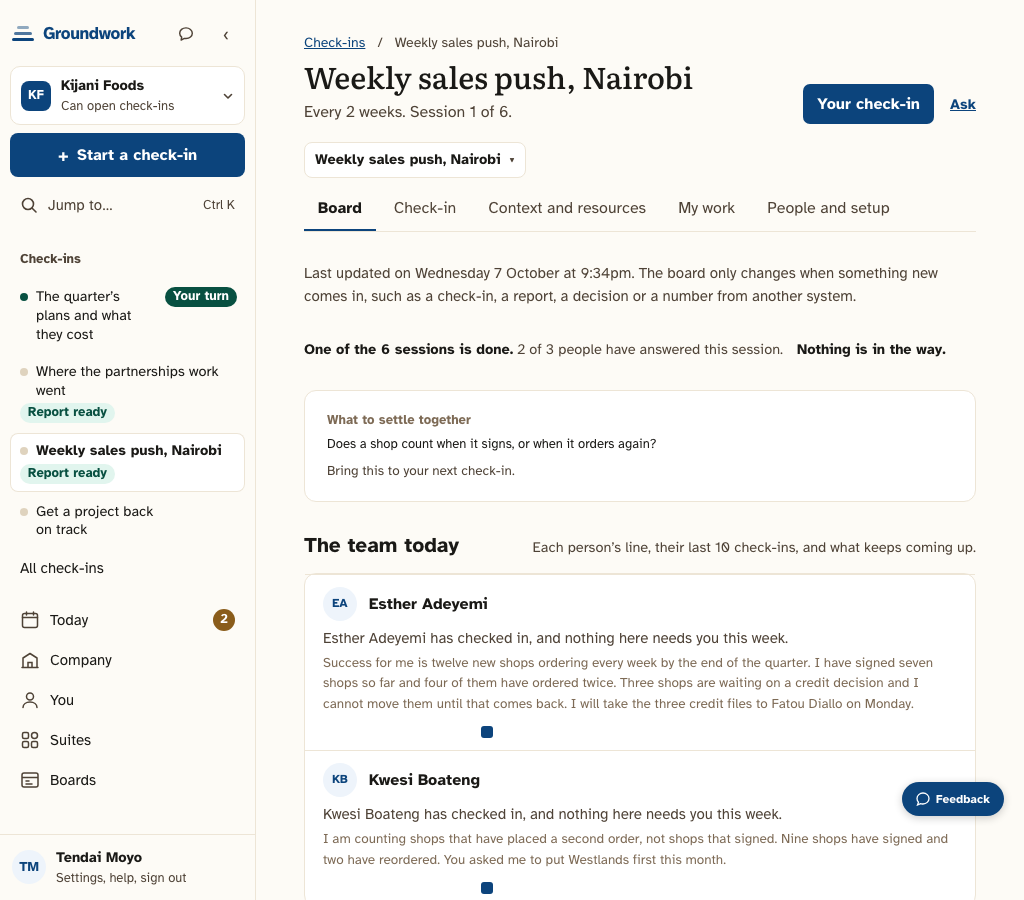 Groundwork
KF
Kijani Foods
Can open check-ins
+ Start a check-in
Jump to...
Ctrl K
Check-ins
The quarter's
plans and what
they cost
Your turn
Where the partnerships work
went
Report ready
Weekly sales push, Nairobi
Report ready
Get a project back
on track
All check-ins
Today
2
Company
You
Suites
Boards
TM
Tendai Moyo
Settings, help, sign out
Check-ins / Weekly sales push, Nairobi
Weekly sales push, Nairobi
Every 2 weeks. Session 1 of 6.
Your check-in
Ask
Weekly sales push, Nairobi
Board
Check-in
Context and resources
My work
People and setup
Last updated on Wednesday 7 October at 9:34pm. The board only changes when something new
comes in, such as a check-in, a report, a decision or a number from another system.
One of the 6 sessions is done. 2 of 3 people have answered this session. Nothing is in the way.
What to settle together
Does a shop count when it signs, or when it orders again?
Bring this to your next check-in.
The team today
Each person's line, their last 10 check-ins, and what keeps coming up.
EA
Esther Adeyemi
Esther Adeyemi has checked in, and nothing here needs you this week.
Success for me is twelve new shops ordering every week by the end of the quarter. I have signed seven
shops so far and four of them have ordered twice. Three shops are waiting on a credit decision and I
cannot move them until that comes back. I will take the three credit files to Fatou Diallo on Monday.
KB
Kwesi Boateng
Kwesi Boateng has checked in, and nothing here needs you this week.
I am counting shops that have placed a second order, not shops that signed. Nine shops have signed and
two have reordered. You asked me to put Westlands first this month.
Feedback